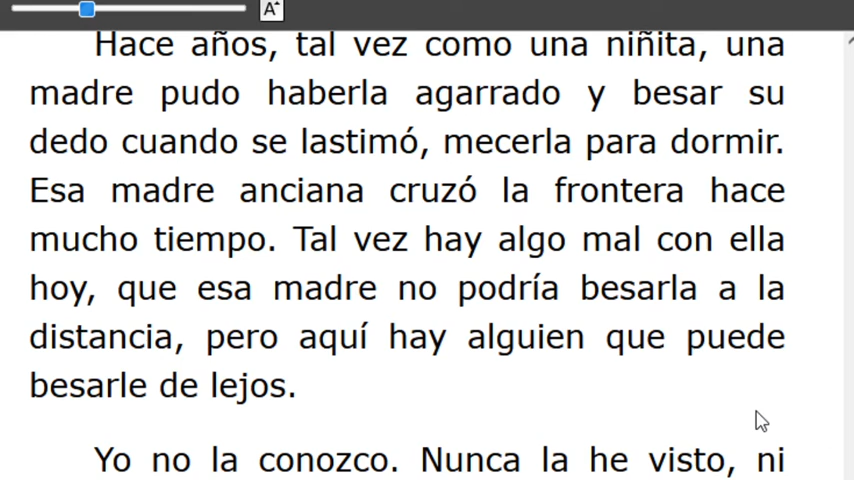 A
Hace años, tal vez como una niñita, una
madre pudo haberla agarrado y besar su
dedo cuando se lastimó, mecerla para dormir.
Esa madre anciana cruzó la frontera hace
mucho tiempo. Tal vez hay algo mal con ella
hoy, que esa madre no podría besarla a la
distancia, pero aquí hay alguien que puede
besarle de lejos.
Yo no la conozco. Nunca la he visto, ni